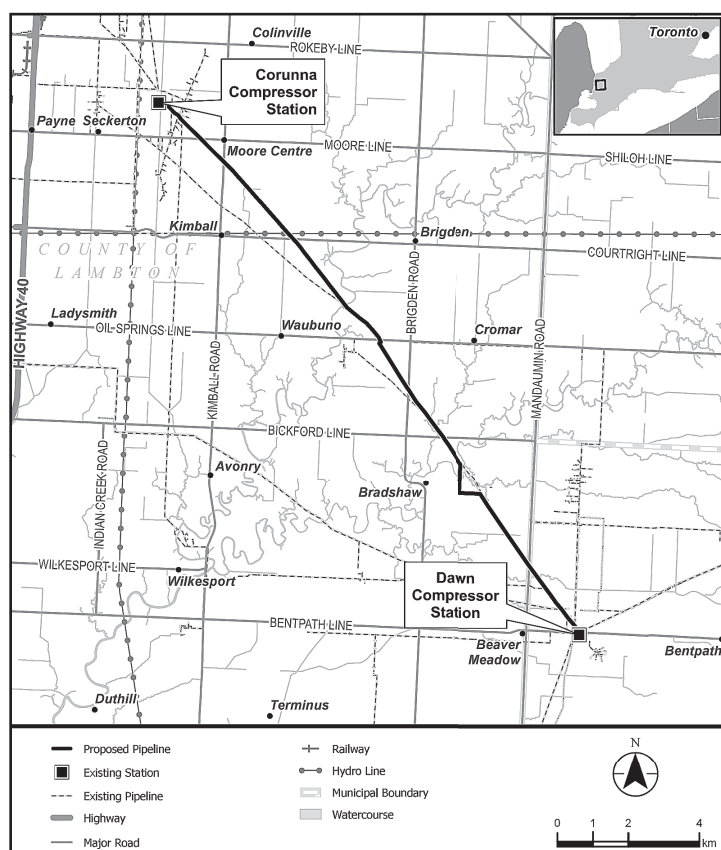 Colinville
ROKEBY LINE
Toronto
Corunna
Compressor
Station
Payne
Seckerton
Moore Centre
MOORE LINE
SHILOH LINE
Kimball
Brigden
COUNTY OF
LAMBTON
COURTRIGHT LINE
HIGHWAY 40
Ladysmith
OIL SPRINGS LINE
Waubuno
BRIGDEN ROAD
Cromar
KIMBALL ROAD
MANDAUMIN ROAD
BICKFORD LINE
INDIAN CREEK ROAD
Avonry
Bradshaw
WILKESPORT LINE
Wilkesport
Dawn
Compressor
Station
BENTPATH LINE
Beaver
Meadow
Bentpath
Duthill
Terminus
Proposed Pipeline
Existing Station
Existing Pipeline
Highway
Major Road
Railway
Hydro Line
Municipal Boundary
Watercourse
N
0 1 2 4
km